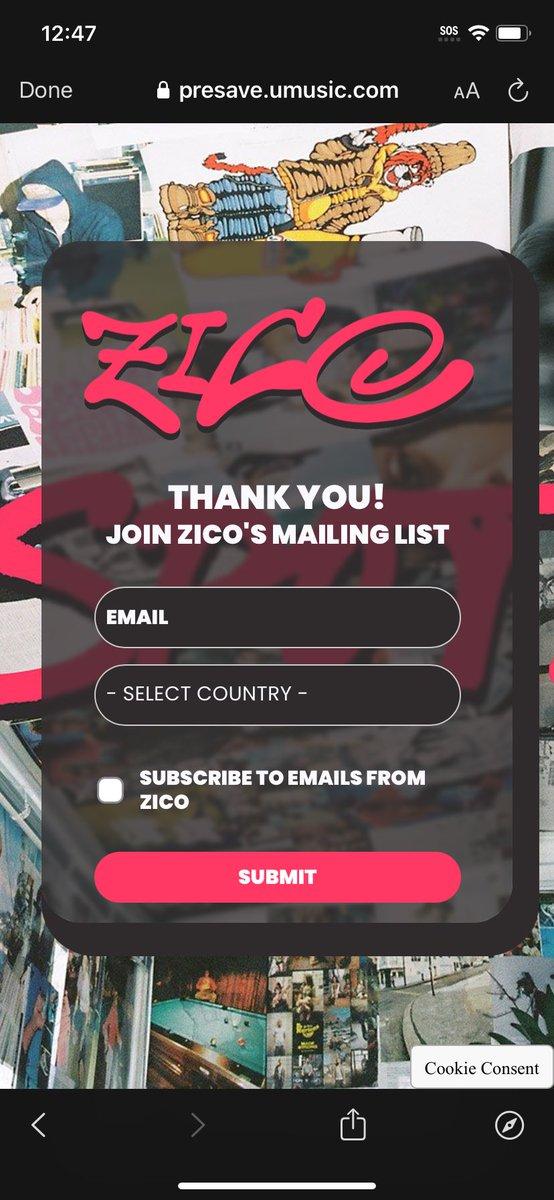 12:47
SOS
Done
presave.umusic.com
AA
ZICO
THANK YOU!
JOIN ZICO'S MAILING LIST
EMAIL
- SELECT COUNTRY -
SUBSCRIBE TO EMAILS FROM
ZICO
SUBMIT
Cookie Consent